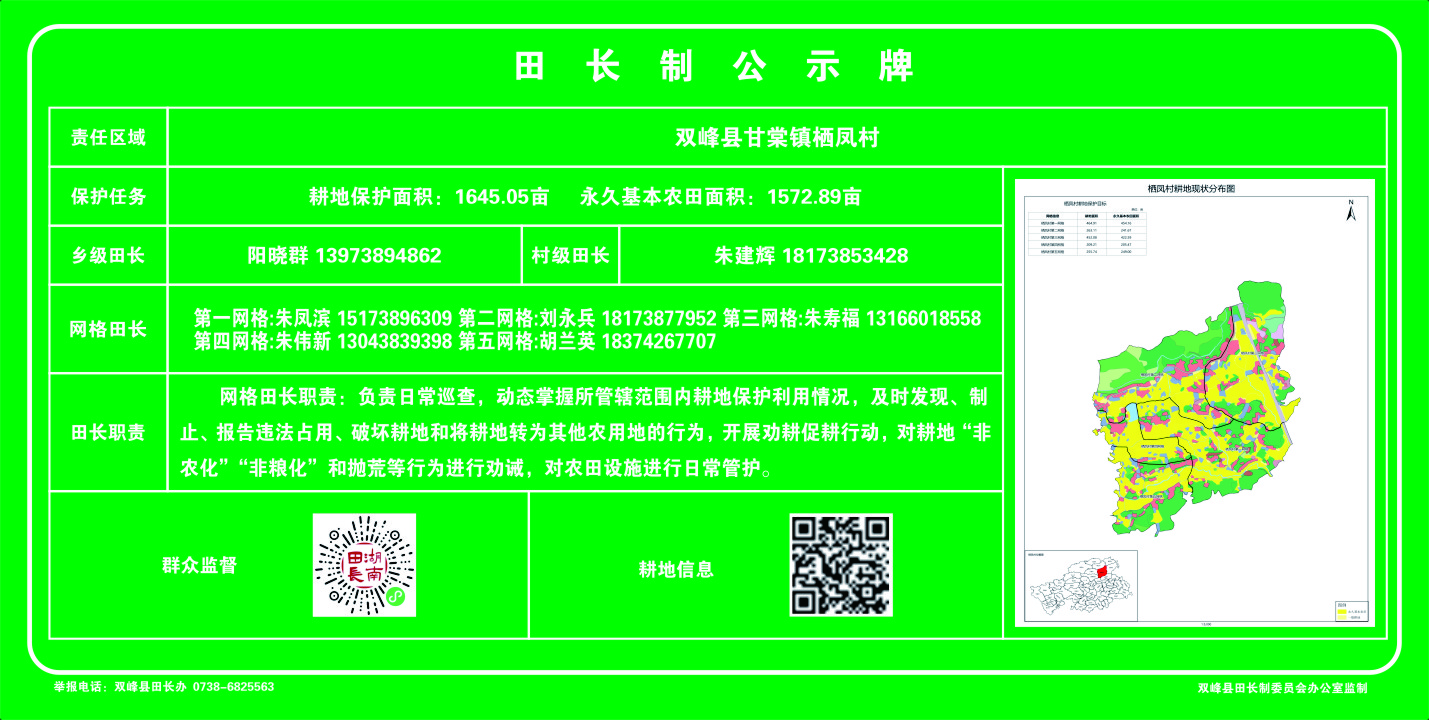 田长制公示牌
责任区域
双峰县甘棠镇栖凤村
保护任务
耕地保护面积：1645.05亩 永久基本农田面积：1572.89亩
乡级田长
阳晓群 13973894862
村级田长
朱建辉 18173853428
网格田长
第一网格:朱凤滨 15173896309 第二网格:刘永兵 18173877952 第三网格:朱寿福 13166018558
第四网格:朱伟新 13043839398 第五网格:胡兰英 18374267707
田长职责
网格田长职责：负责日常巡查，动态掌握所管辖范围内耕地保护利用情况，及时发现、制
止、报告违法占用、破坏耕地和将耕地转为其他农用地的行为，开展劝耕促耕行动，对耕地“非
农化”“非粮化”和抛荒等行为进行劝诫，对农田设施进行日常管护。
群众监督
湖南
田長
耕地信息
栖凤村耕地现状分布图
栖凤村耕地保护目标
N
举报电话：双峰县田长办 0738-6825563
双峰县田长制委员会办公室监制